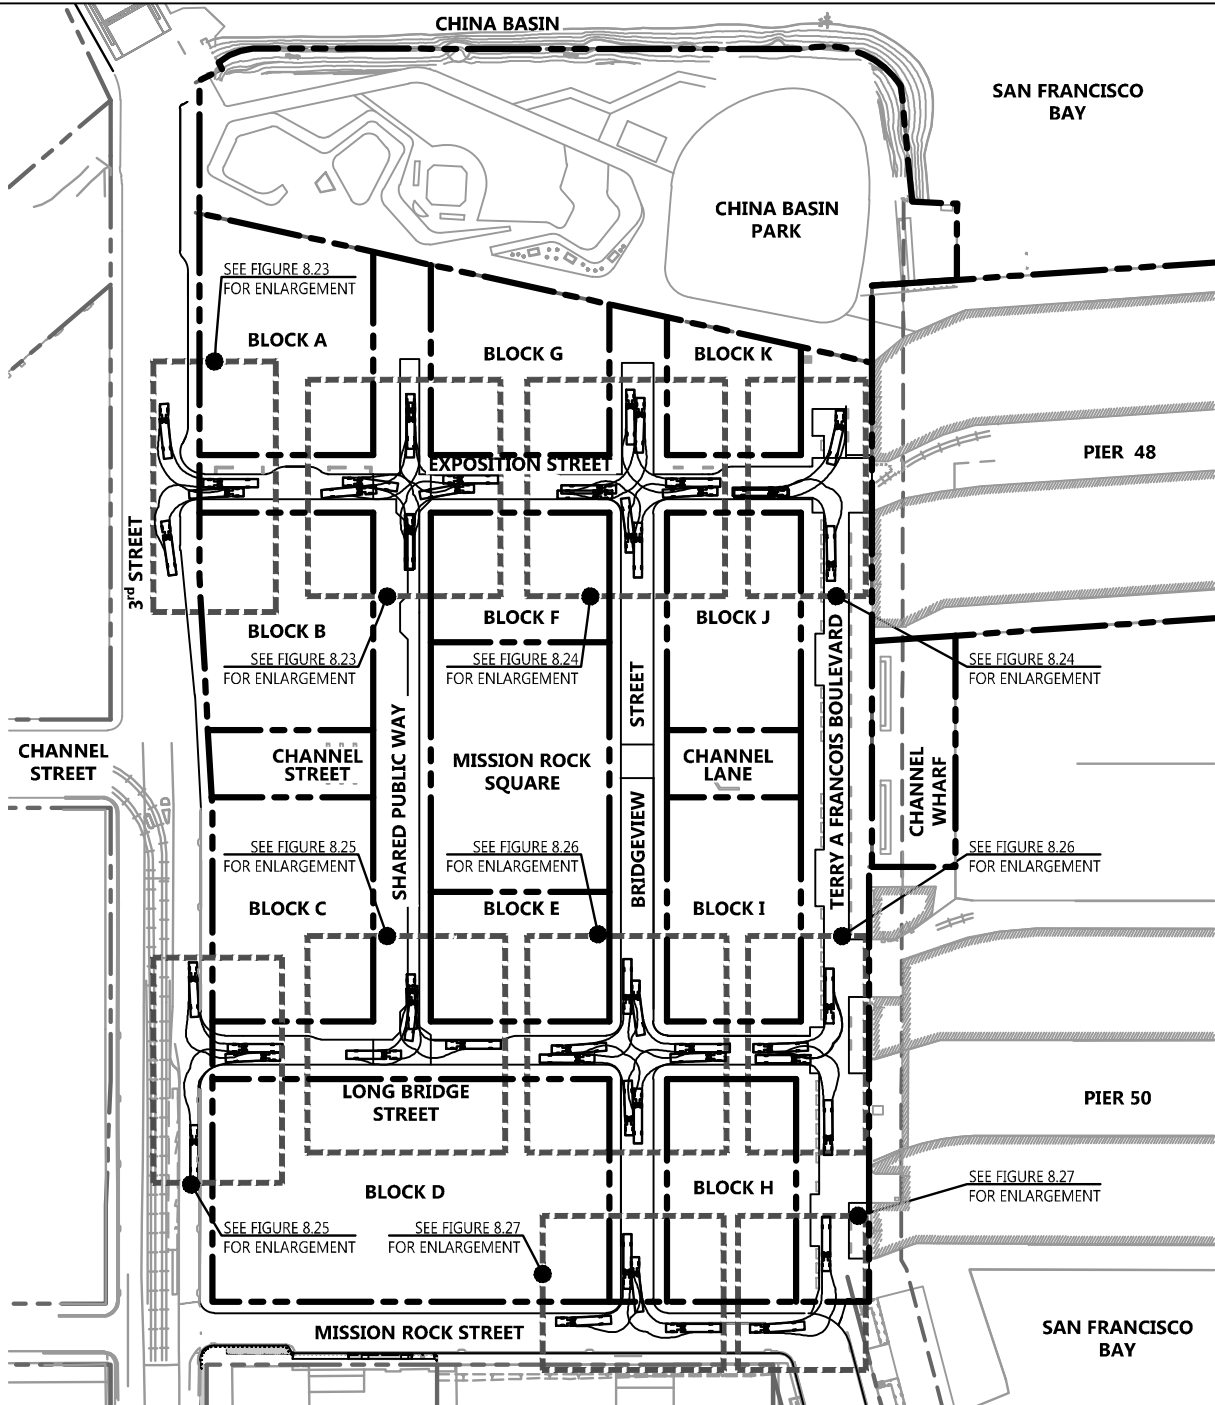 CHINA BASIN
SAN FRANCISCO
BAY
CHINA BASIN
PARK
SEE FIGURE 8.23
FOR ENLARGEMENT
BLOCK A
BLOCK G
BLOCK K
PIER 48
EXPOSITION STREET
3rd STREET
BLOCK B
BLOCK F
BLOCK J
SEE FIGURE 8.23
FOR ENLARGEMENT
SEE FIGURE 8.24
FOR ENLARGEMENT
SEE FIGURE 8.24
FOR ENLARGEMENT
CHANNEL
STREET
CHANNEL
STREET
SHARED PUBLIC WAY
MISSION ROCK
SQUARE
BRIDGEVIEW
STREET
CHANNEL
LANE
TERRY A FRANCOIS BOULEVARD
CHANNEL
WHARF
SEE FIGURE 8.25
FOR ENLARGEMENT
SEE FIGURE 8.26
FOR ENLARGEMENT
SEE FIGURE 8.26
FOR ENLARGEMENT
BLOCK C
BLOCK E
BLOCK I
LONG BRIDGE
STREET
PIER 50
BLOCK D
BLOCK H
SEE FIGURE 8.27
FOR ENLARGEMENT
SEE FIGURE 8.25
FOR ENLARGEMENT
SEE FIGURE 8.27
FOR ENLARGEMENT
MISSION ROCK STREET
SAN FRANCISCO
BAY